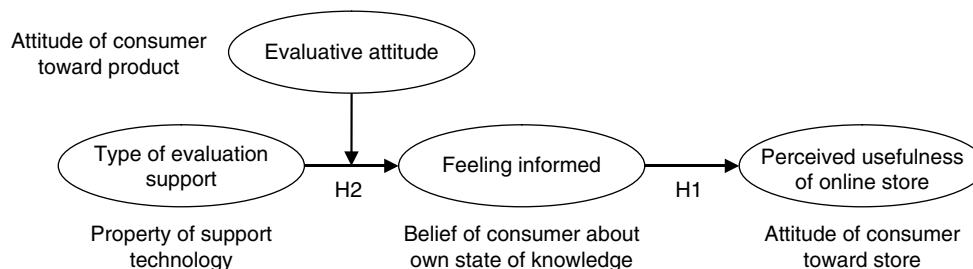 Attitude of consumer
toward product
Evaluative attitude
Type of evaluation
support
H2
Feeling informed
H1
Perceived usefulness
of online store
Property of support
technology
Belief of consumer about
own state of knowledge
Attitude of consumer
toward store